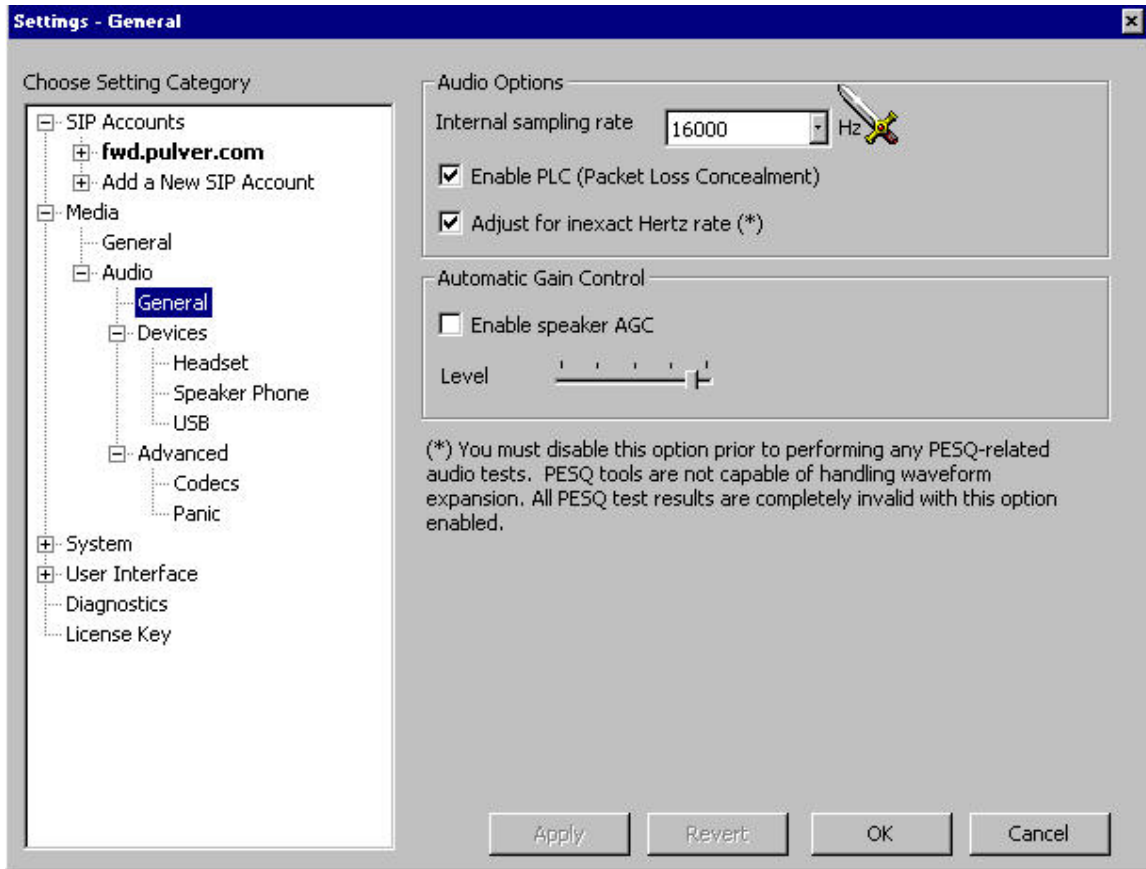 Settings - General
Choose Setting Category
SIP Accounts
fwd.pulver.com
Add a New SIP Account
Media
General
Audio
General
Devices
Headset
Speaker Phone
USB
Advanced
Codecs
Panic
System
User Interface
Diagnostics
License Key
Audio Options
Internal sampling rate 16000 Hz
Enable PLC (Packet Loss Concealment)
Adjust for inexact Hertz rate (*)
Automatic Gain Control
Enable speaker AGC
Level
(*) You must disable this option prior to performing any PESQ-related
audio tests.  PESQ tools are not capable of handling waveform
expansion. All PESQ test results are completely invalid with this option
enabled.
Apply Revert OK Cancel